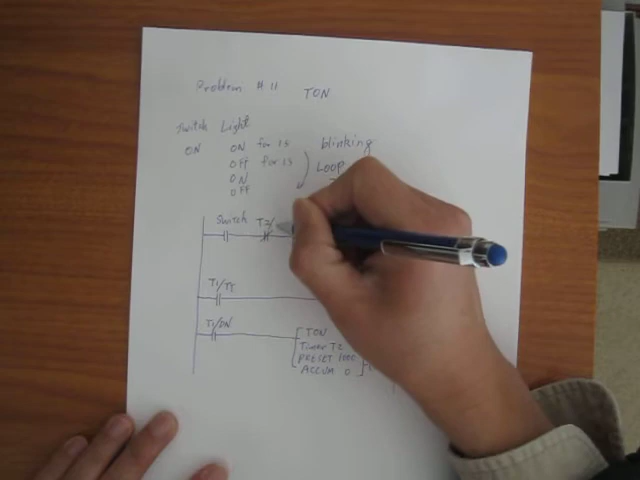 Problem # 11 TON
Switch Light
ON ON for 1s blinking
OFF for 1s LOOP
ON
OFF
Switch T2/
T1/TT
T1/DN
TON
Timer T2
PRESET 1000
ACCUM 0